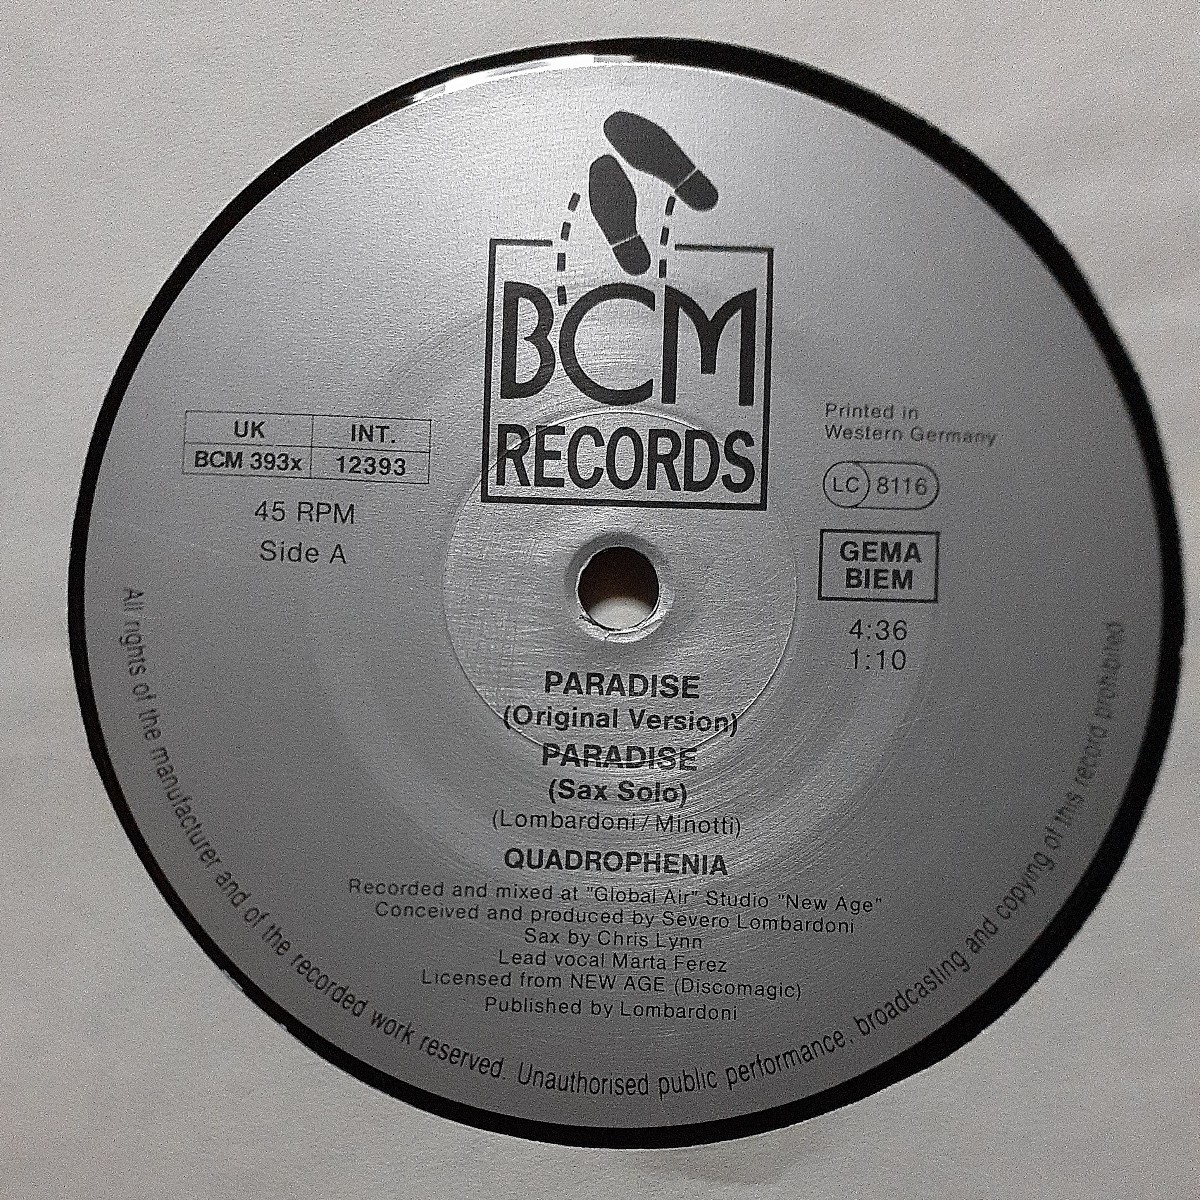 BCM
RECORDS
UK INT.
BCM 393x 12393
45 RPM
Side A
Printed in
Western Germany
LC 8116
GEMA
BIEM
4:36
1:10
PARADISE
(Original Version)
PARADISE
(Sax Solo)
(Lombardoni/Minotti)
QUADROPHENIA
Recorded and mixed at "Global Air" Studio "New Age"
Conceived and produced by Severo Lombardoni
Sax by Chris Lynn
Lead vocal Marta Ferez
Licensed from NEW AGE (Discomagic)
Published by Lombardoni
All rights of the manufacturer and of the recorded work reserved. Unauthorised public performance, broadcasting and copying of this record prohibited